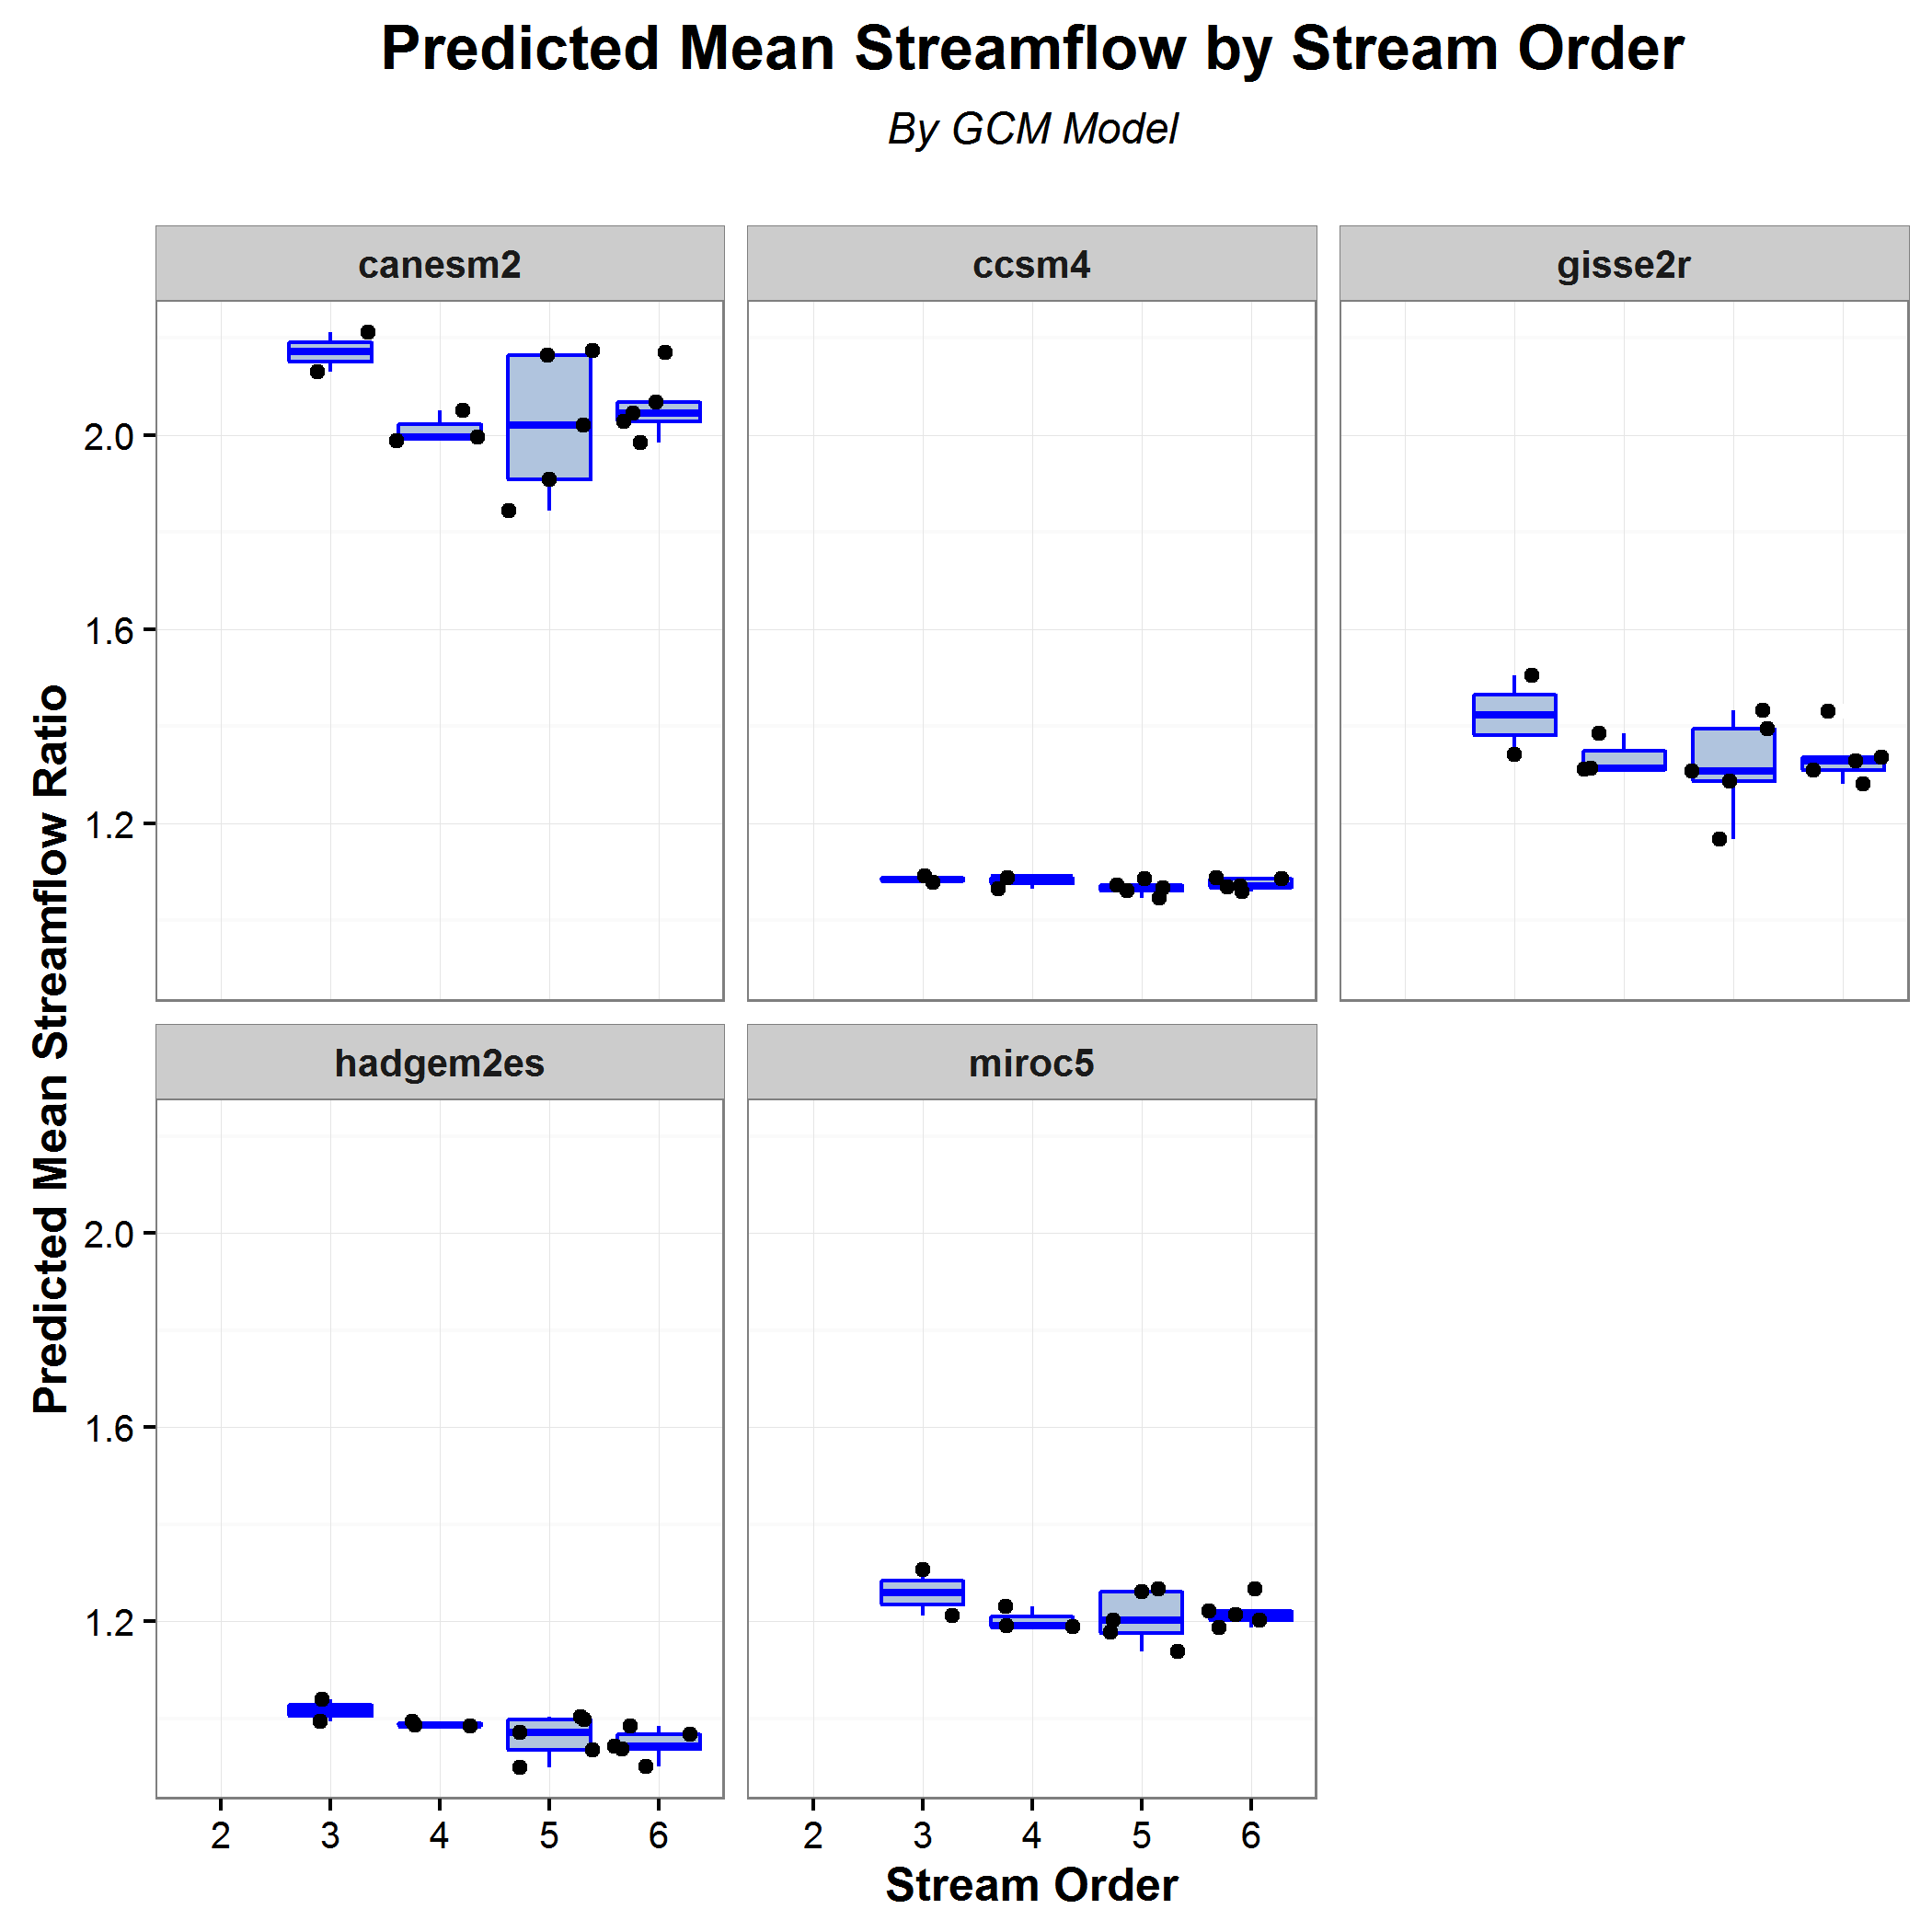 Predicted Mean Streamflow by Stream Order
By GCM Model
canesm2
ccsm4
gisse2r
2.0
1.6
1.2
Predicted Mean Streamflow Ratio
hadgem2es
miroc5
2.0
1.6
1.2
2 3 4 5 6
2 3 4 5 6
Stream Order